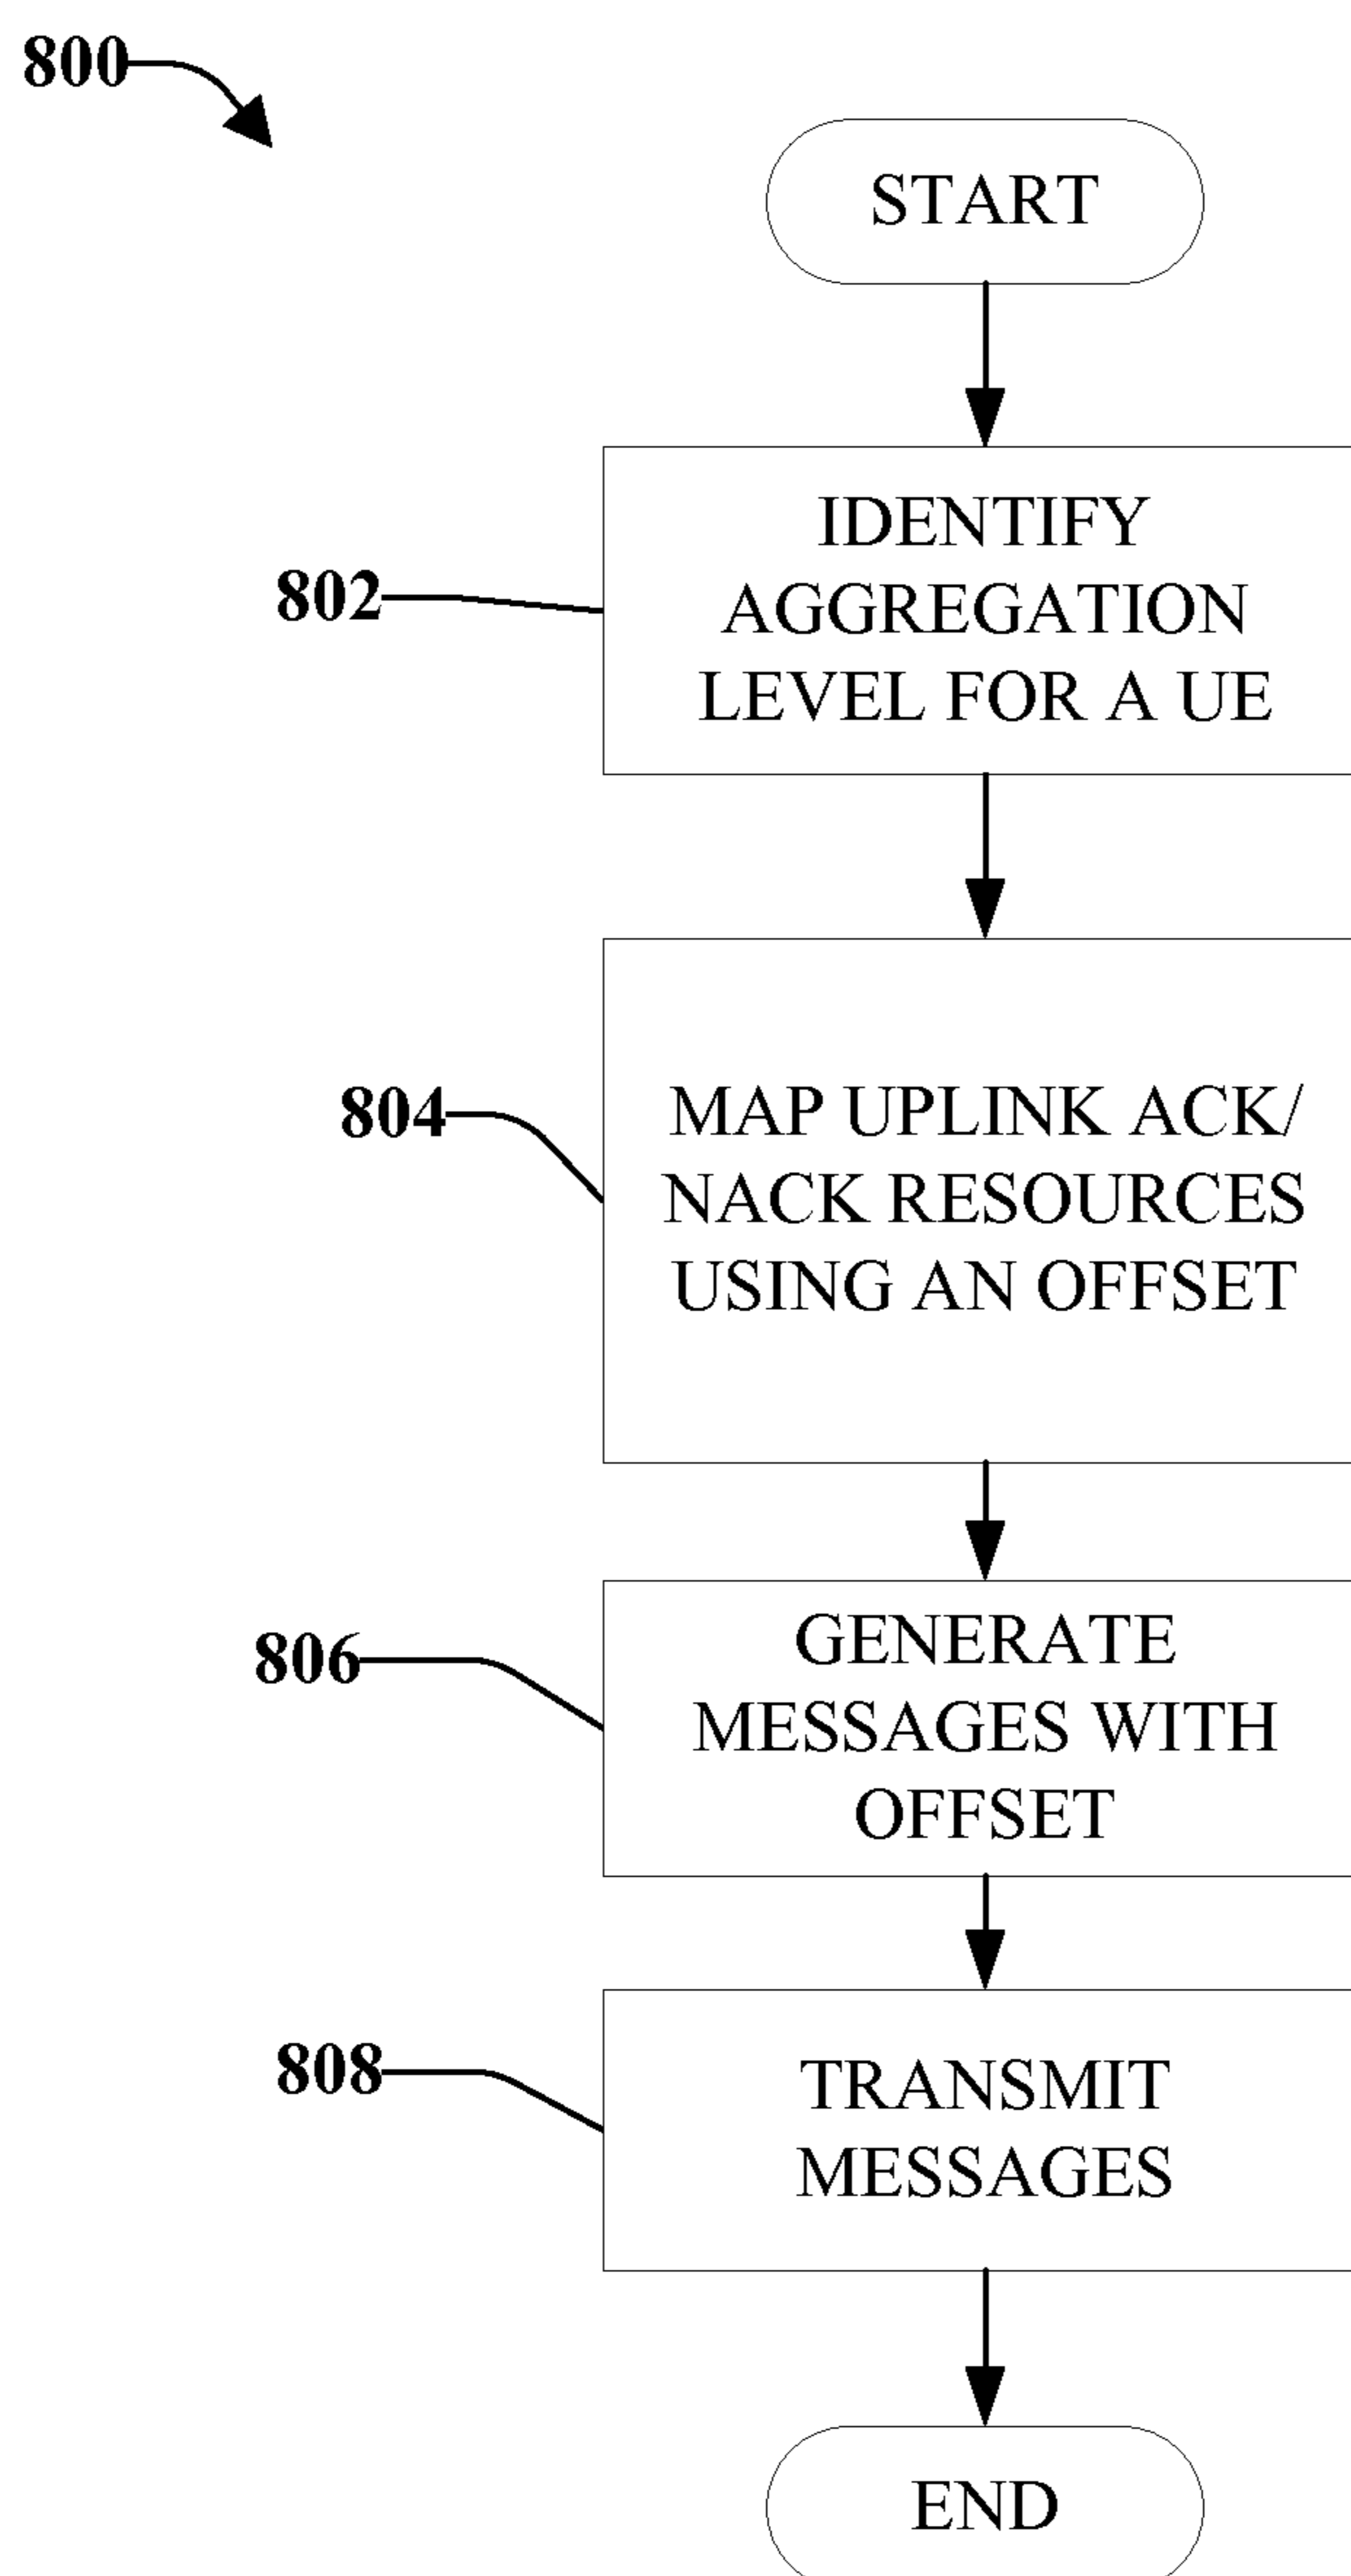 800
START
802
IDENTIFY
AGGREGATION
LEVEL FOR A UE
804
MAP UPLINK ACK/
NACK RESOURCES
USING AN OFFSET
806
GENERATE
MESSAGES WITH
OFFSET
808
TRANSMIT
MESSAGES
END